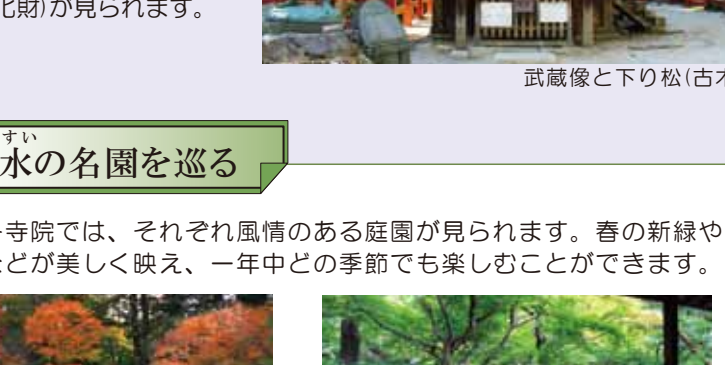 化財)が見られます。
武蔵像と下り松(古木
すい
水の名園を巡る
寺院では、それぞれ風情のある庭園が見られます。春の新緑や
などが美しく映え、一年中どの季節でも楽しむことができます。